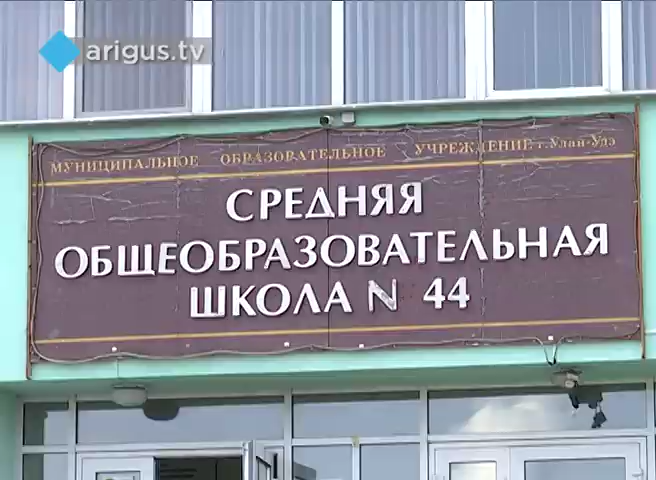 arigus.tv
МУНИЦИПАЛЬНОЕ ОБРАЗОВАТЕЛЬНОЕ УЧРЕЖДЕНИЕ г. Улан-Удэ
СРЕДНЯЯ
ОБЩЕОБРАЗОВАТЕЛЬНАЯ
ШКОЛА N 44